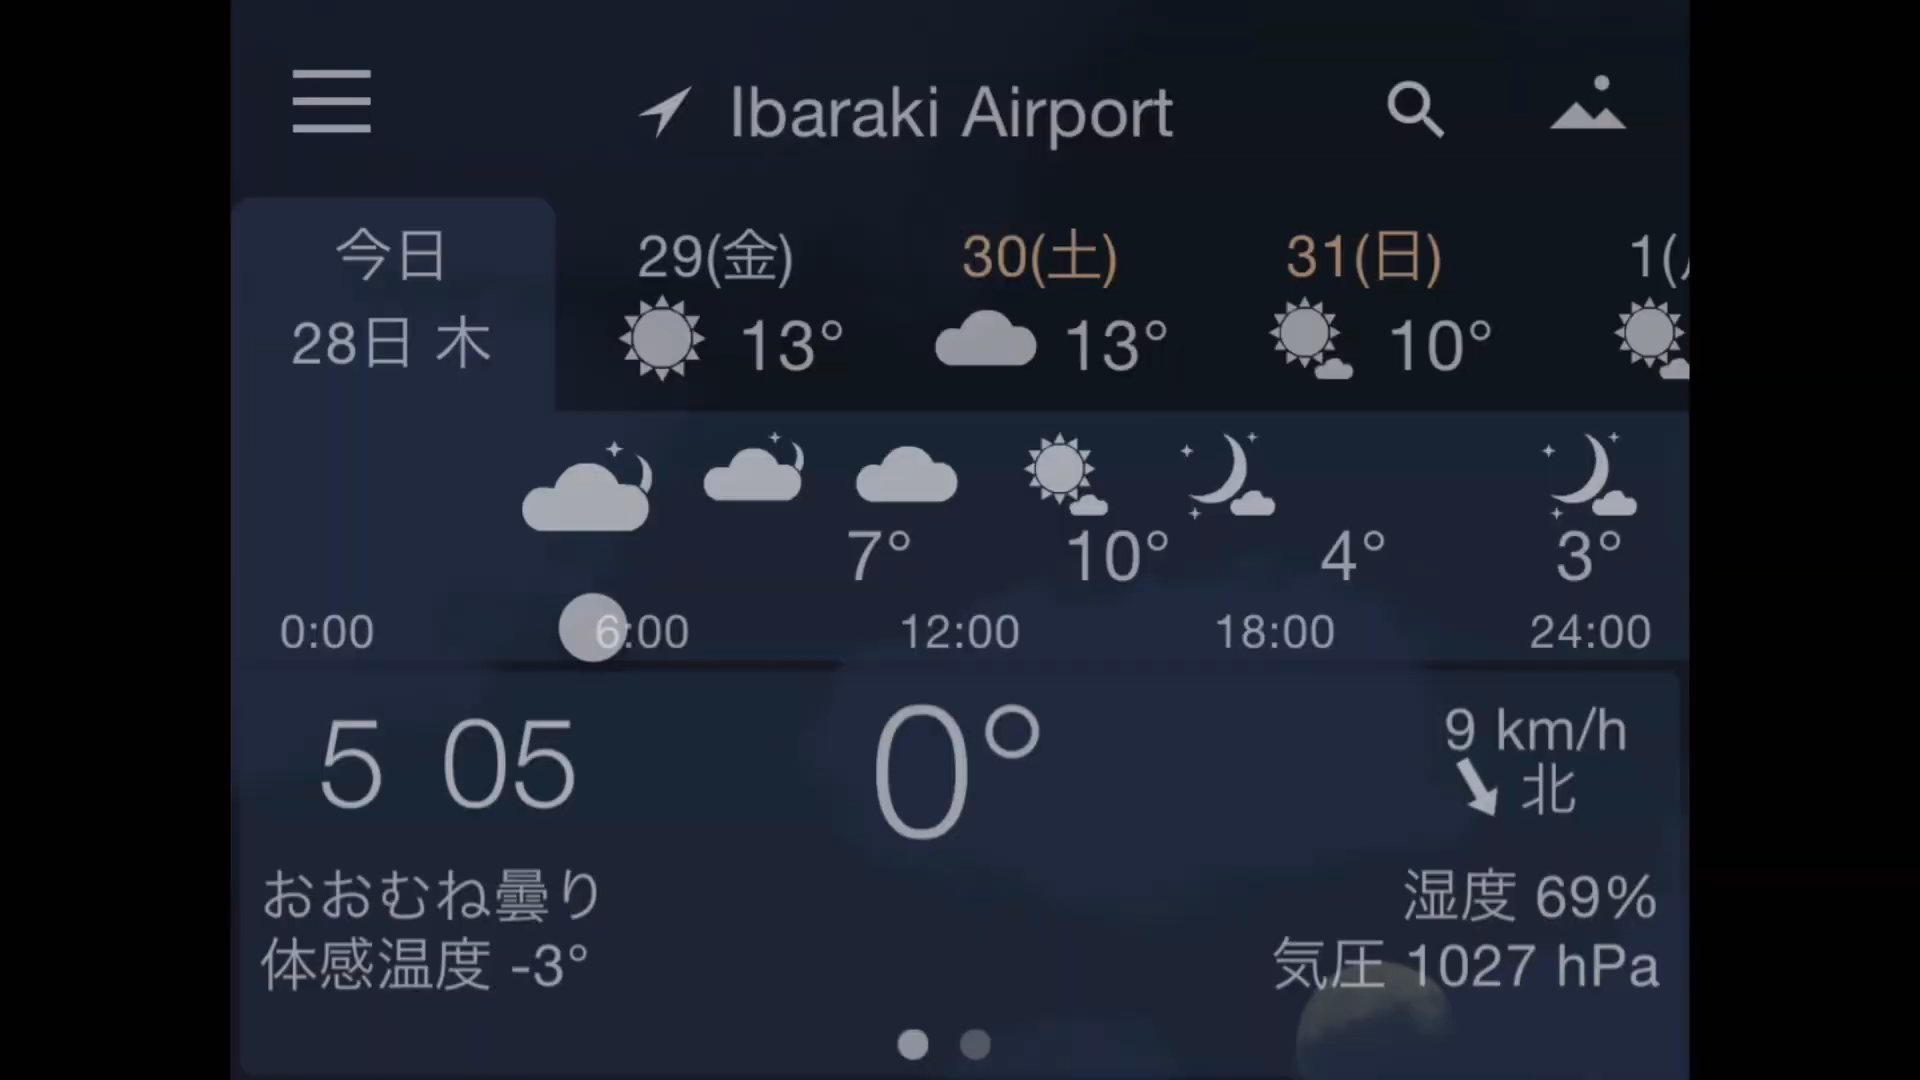 Ibaraki Airport
今日
28日 木
29(金)
13°
30(土)
13°
31(日)
10°
1(
7° 10° 4° 3°
0:00 6:00 12:00 18:00 24:00
5 05
0°
9 km/h
北
おおむね曇り
体感温度 -3°
湿度 69%
気圧 1027 hPa